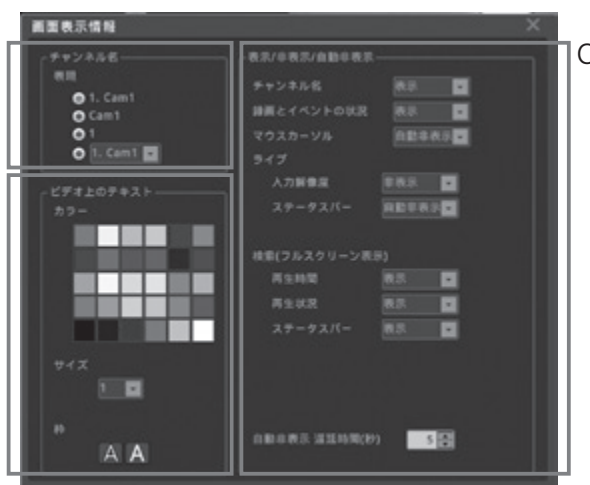 画面表示情報
チャンネル名
表現
1. Cam1
Cam1
1
1. Cam1
ビデオ上のテキスト
カラー
サイズ
1
枠
A A
表示/非表示/自動非表示
チャンネル名 表示
録画とイベントの状況 表示
マウスカーソル 自動非表示
ライブ
入力解像度 非表示
ステータスバー 自動非表示
検索(フルスクリーン表示)
再生時間 表示
再生状況 表示
ステータスバー 表示
自動非表示 遅延時間(秒) 5